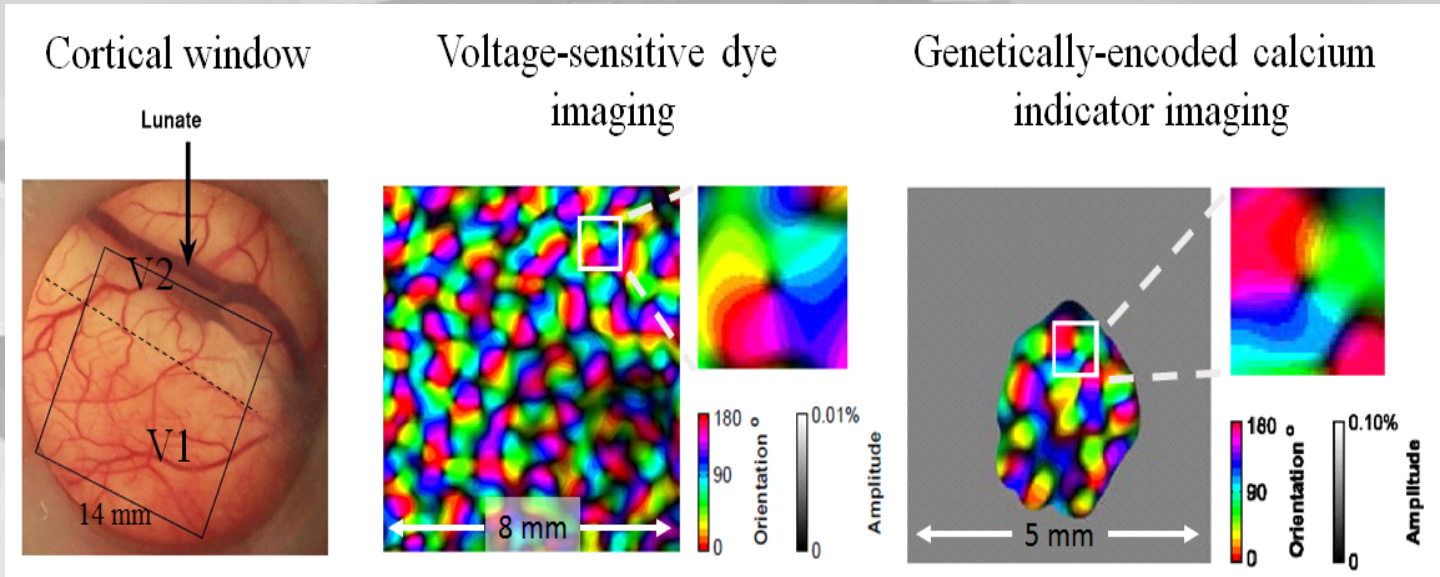 Cortical window
Lunate
V2
V1
14 mm
Voltage-sensitive dye
imaging
8 mm
180
90
0
Orientation °
0.01%
0
Amplitude
Genetically-encoded calcium
indicator imaging
5 mm
180
90
0
Orientation °
0.10%
0
Amplitude